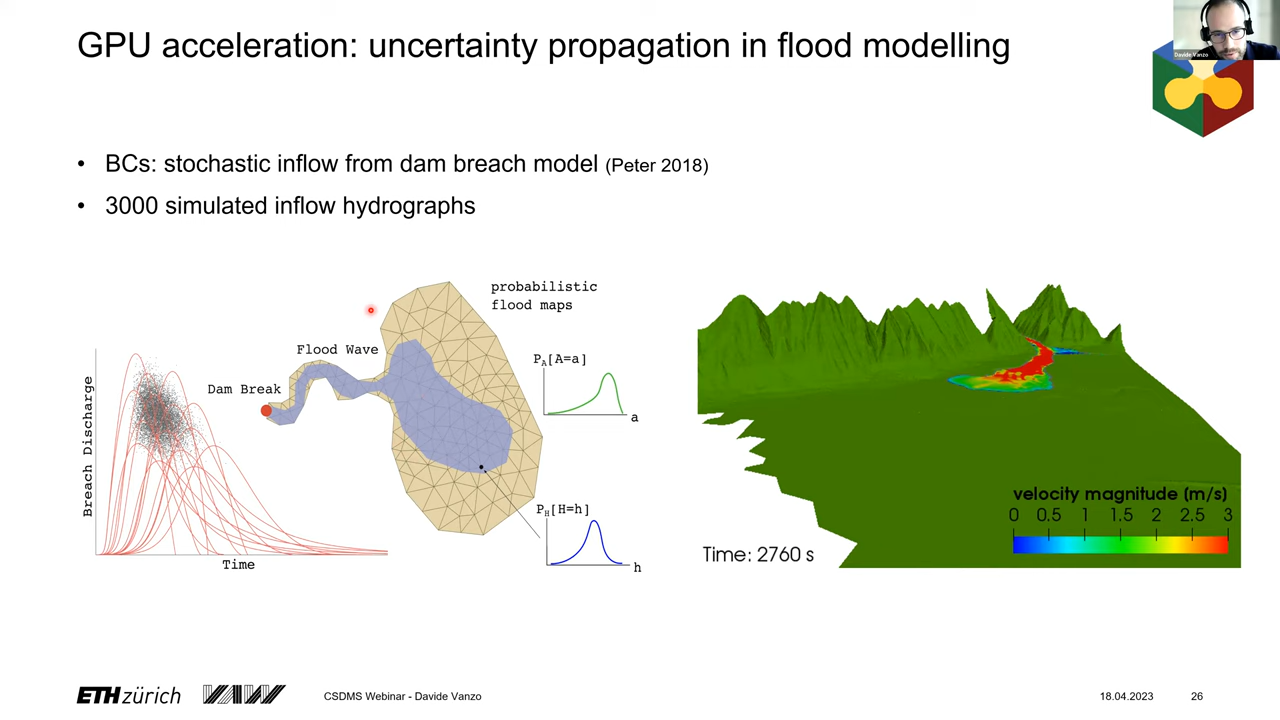 GPU acceleration: uncertainty propagation in flood modelling
Davide Vanzo
• BCs: stochastic inflow from dam breach model (Peter 2018)
• 3000 simulated inflow hydrographs
probabilistic
flood maps
Flood Wave
PA[A=a]
Dam Break
a
Breach Discharge
PH[H=h]
h
Time
velocity magnitude (m/s)
0 0.5 1 1.5 2 2.5 3
Time: 2760 s
ETH zürich
VAW
CSDMS Webinar - Davide Vanzo
18.04.2023
26